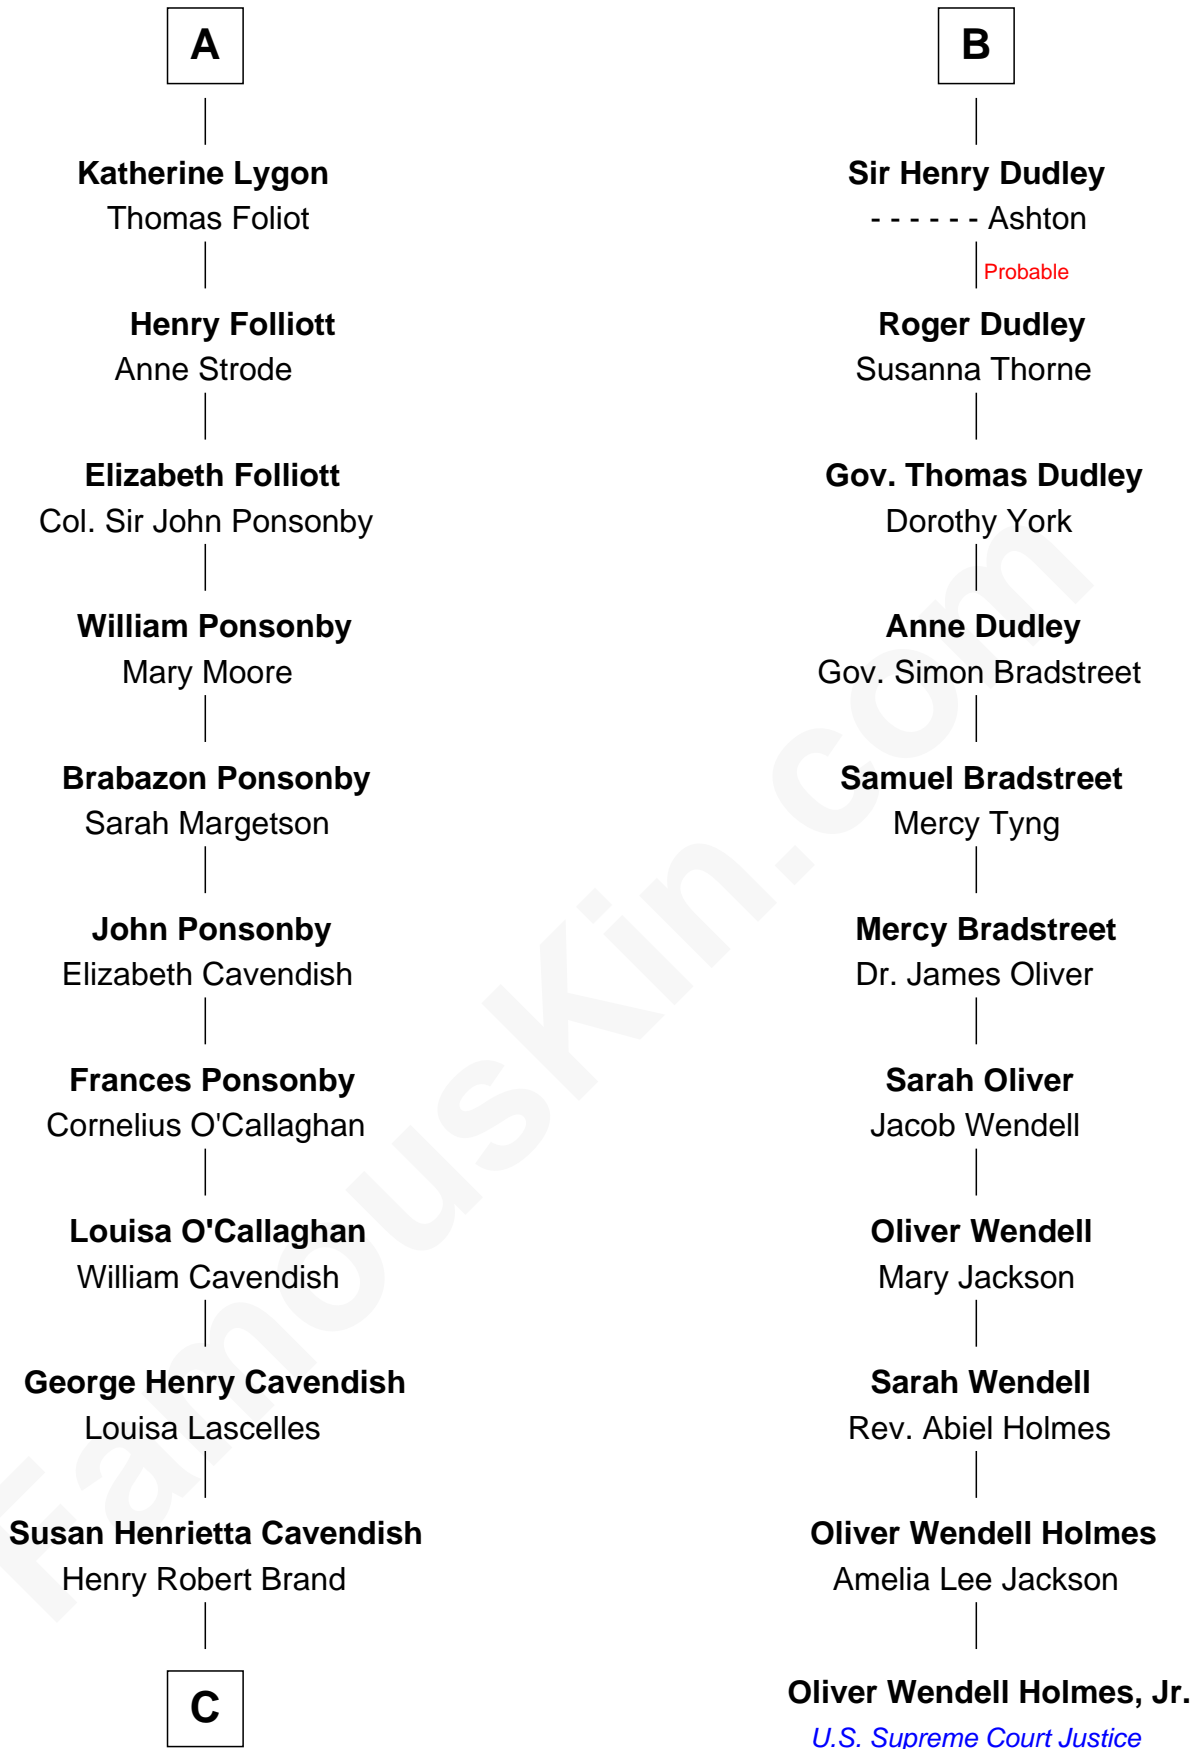 A
Katherine Lygon
Thomas Foliot
Henry Folliott
Anne Strode
Elizabeth Folliott
Col. Sir John Ponsonby
William Ponsonby
Mary Moore
Brabazon Ponsonby
Sarah Margetson
John Ponsonby
Elizabeth Cavendish
Frances Ponsonby
Cornelius O'Callaghan
Louisa O'Callaghan
William Cavendish
George Henry Cavendish
Louisa Lascelles
Susan Henrietta Cavendish
Henry Robert Brand
C
B
Sir Henry Dudley
- - - - - - Ashton
Probable
Roger Dudley
Susanna Thorne
Gov. Thomas Dudley
Dorothy York
Anne Dudley
Gov. Simon Bradstreet
Samuel Bradstreet
Mercy Tyng
Mercy Bradstreet
Dr. James Oliver
Sarah Oliver
Jacob Wendell
Oliver Wendell
Mary Jackson
Sarah Wendell
Rev. Abiel Holmes
Oliver Wendell Holmes
Amelia Lee Jackson
Oliver Wendell Holmes, Jr.
U.S. Supreme Court Justice
FamousKin.com